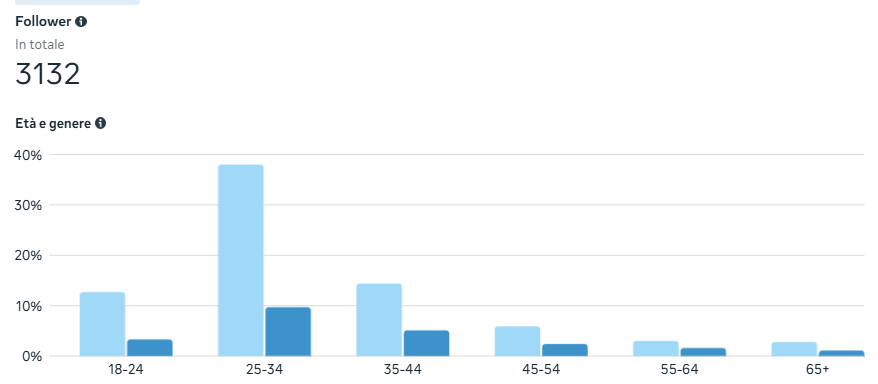 Follower
In totale
3132
Età e genere
40%
30%
20%
10%
0%
18-24 25-34 35-44 45-54 55-64 65+